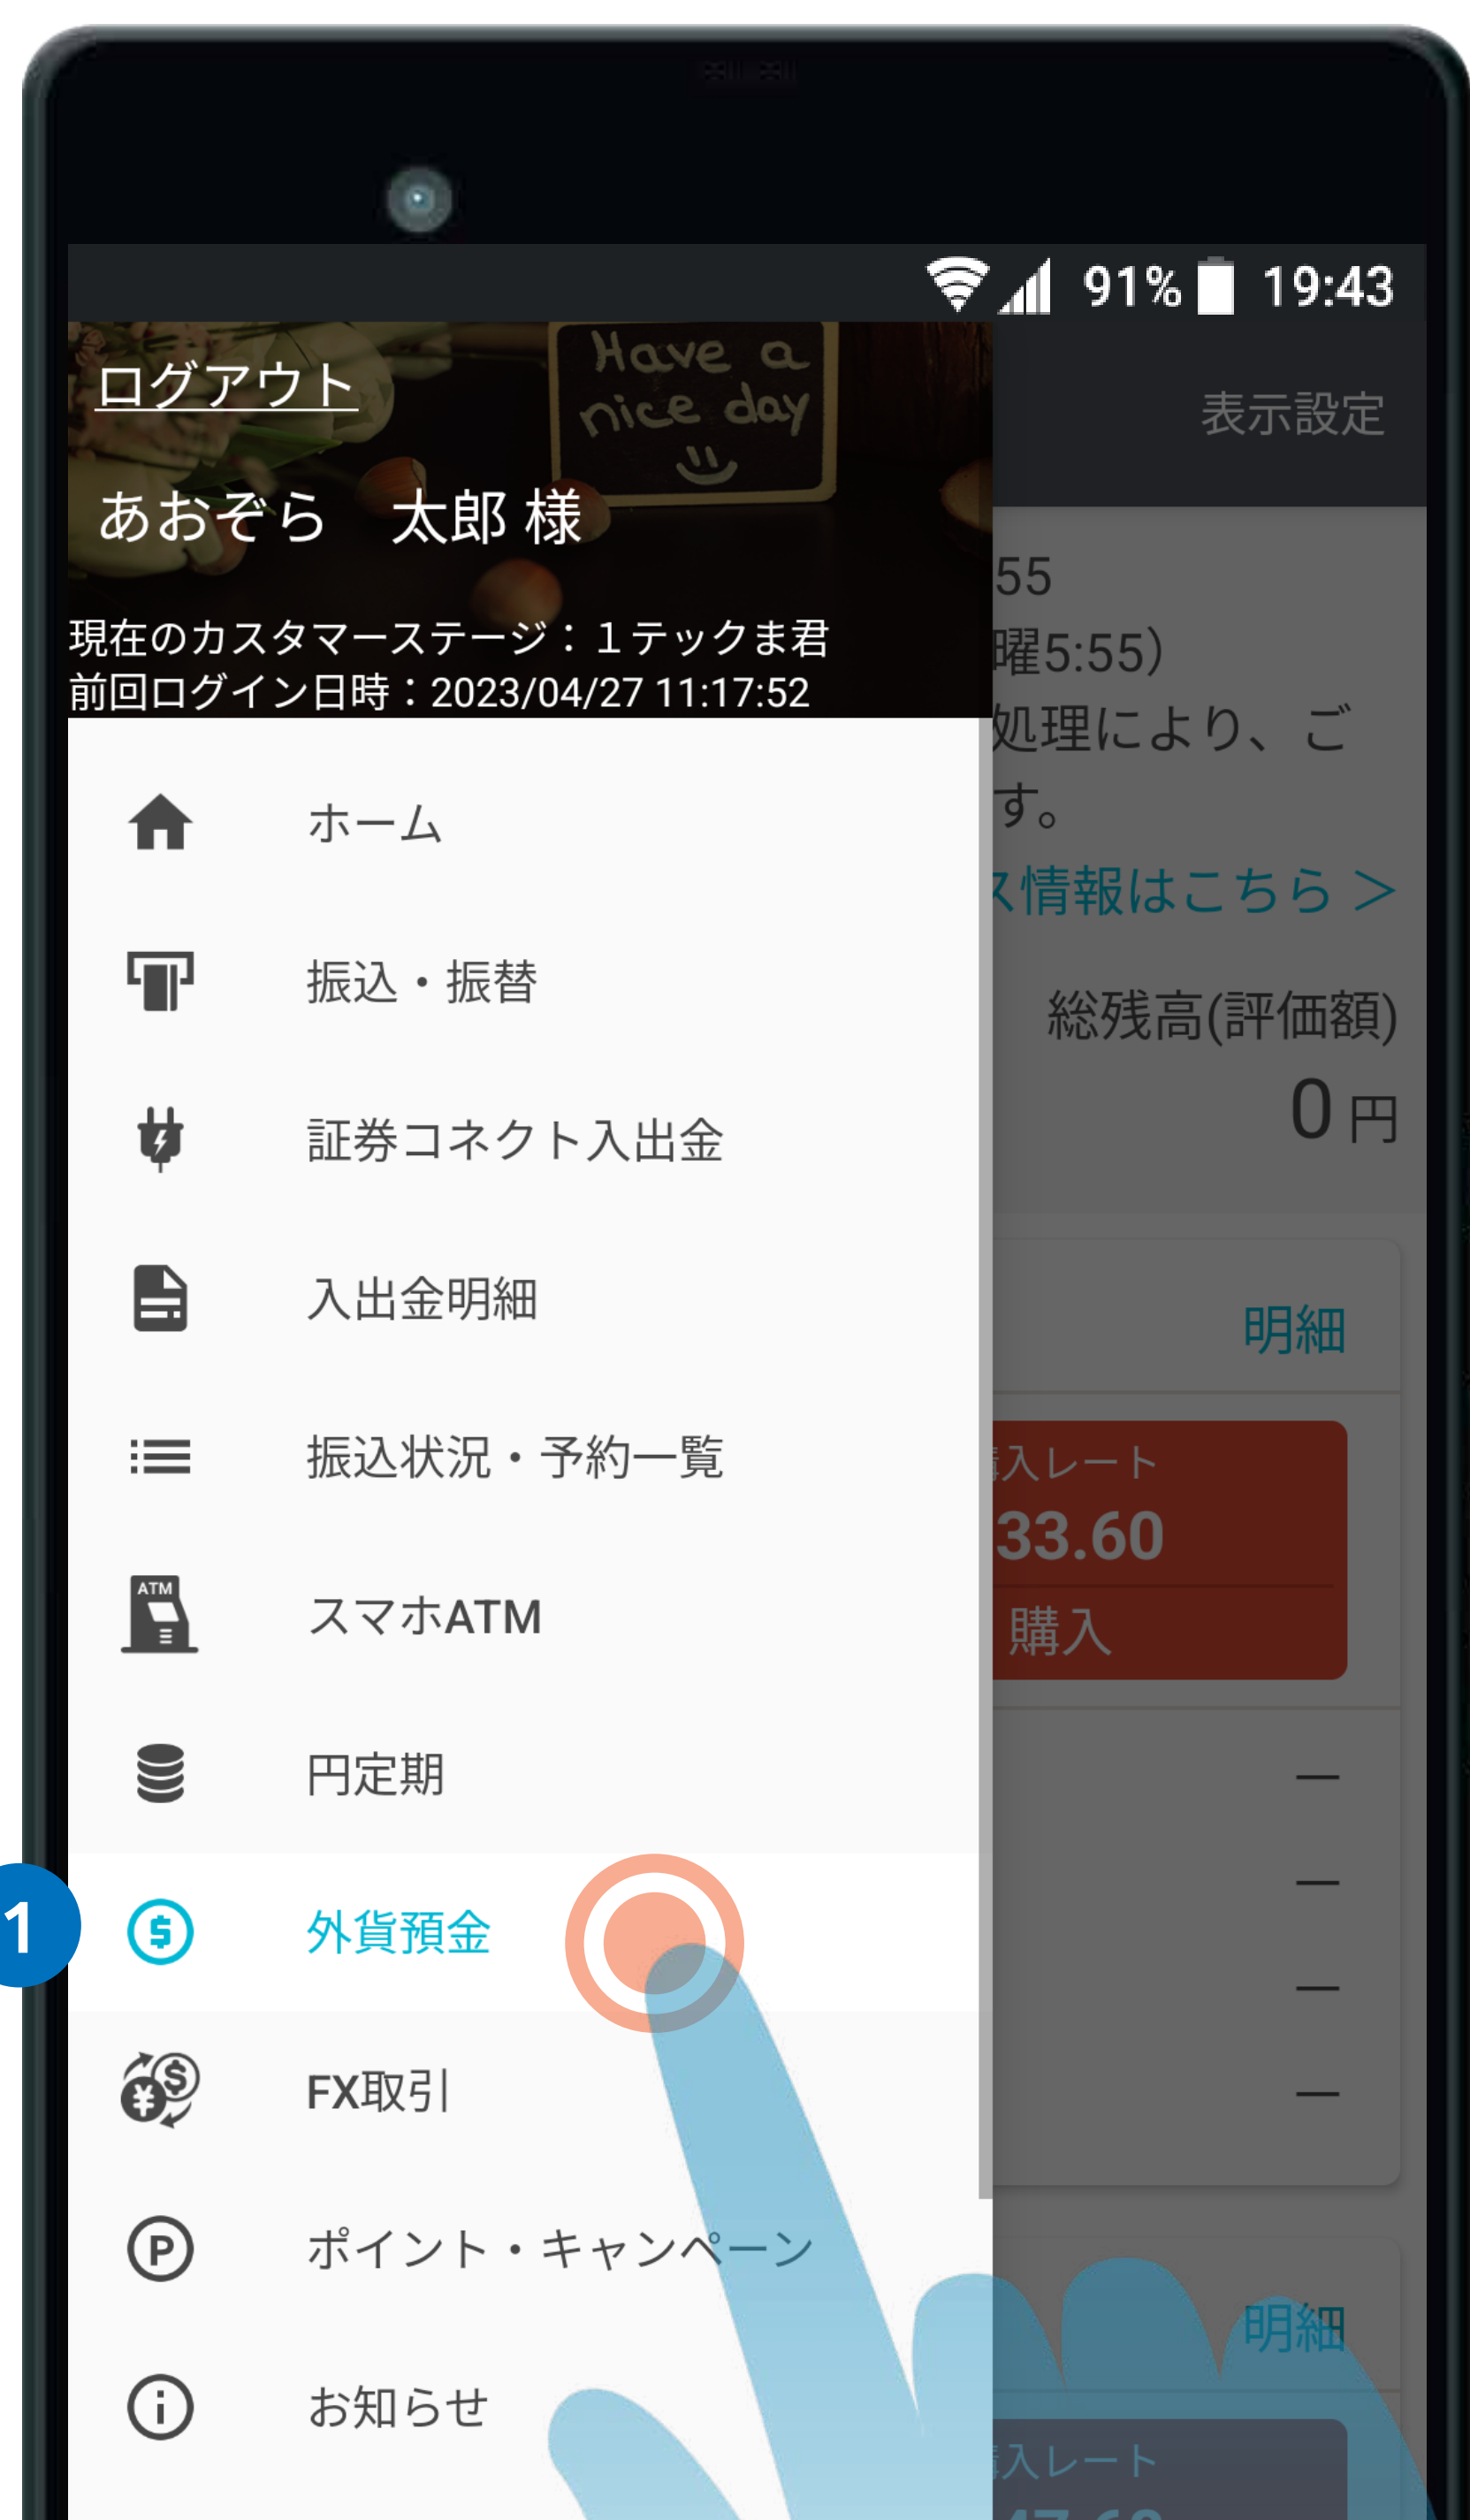 91% 19:43
Have a
nice day
ログアウト
表示設定
あおぞら 太郎 様
現在のカスタマーステージ：１テックま君
前回ログイン日時：2023/04/27 11:17:52
55
曜5:55）
処理により、ご
す。
ス情報はこちら ＞
総残高(評価額)
0 円
ホーム
振込・振替
証券コネクト入出金
入出金明細
明細
振込状況・予約一覧
入レート
33.60
購入
ATM
スマホATM
円定期
1
外貨預金
FX取引
P
ポイント・キャンペーン
明細
お知らせ
入レート